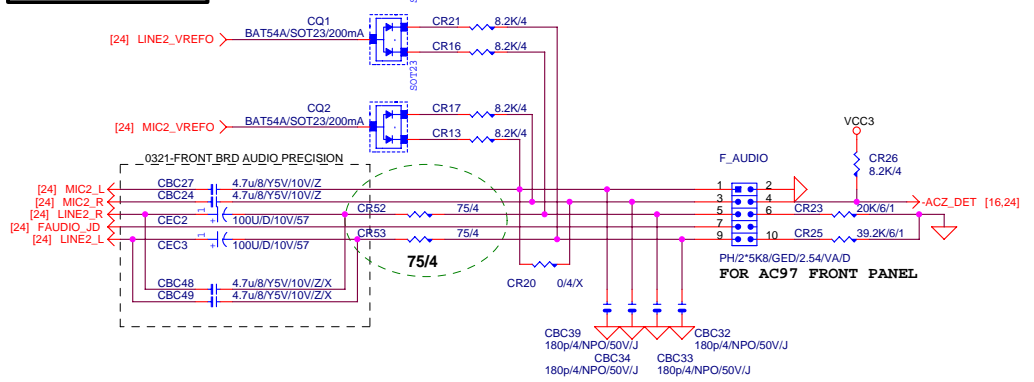 CQ1
CR21 8.2K/4
[24] LINE2_VREFO
BAT54A/SOT23/200mA
CR16 8.2K/4
SOT23
CQ2
CR17 8.2K/4
[24] MIC2_VREFO
BAT54A/SOT23/200mA
CR13 8.2K/4
VCC3
0321-FRONT BRD AUDIO PRECISION
F_AUDIO
CR26
8.2K/4
[24] MIC2_L
CBC27 4.7u/8/Y5V/10V/Z
1 2
[24] MIC2_R
CBC24 4.7u/8/Y5V/10V/Z
3 4
-ACZ_DET [16,24]
[24] LINE2_R
CEC2 1 + 100U/D/10V/57
CR52 75/4
5 6
CR23 20K/6/1
[24] FAUDIO_JD
7
[24] LINE2_L
CEC3 1 + 100U/D/10V/57
CR53 75/4
9 10
CR25 39.2K/6/1
75/4
PH/2*5K8/GED/2.54/VA/D
FOR AC97 FRONT PANEL
CR20 0/4/X
CBC48 4.7u/8/Y5V/10V/Z/X
CBC49 4.7u/8/Y5V/10V/Z/X
CBC39 CBC32
180p/4/NPO/50V/J 180p/4/NPO/50V/J
CBC34 CBC33
180p/4/NPO/50V/J 180p/4/NPO/50V/J